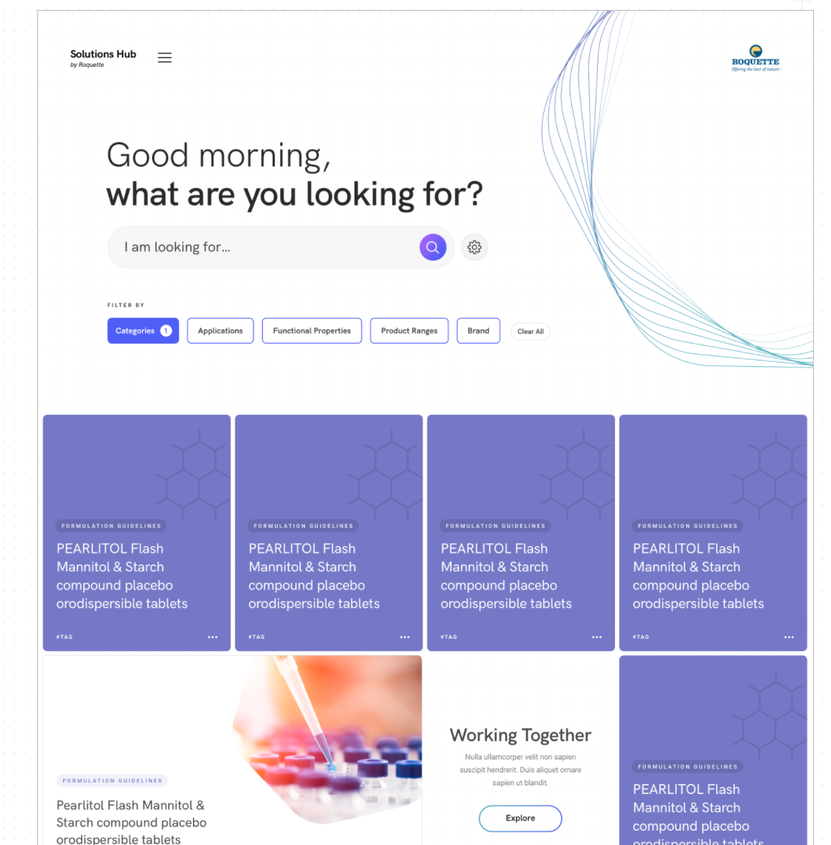 Solutions Hub
by Roquette
ROQUETTE
Offering the best of nature™
Good morning,
what are you looking for?
I am looking for...
FILTER BY
Categories 1
Applications
Functional Properties
Product Ranges
Brand
Clear All
FORMULATION GUIDELINES
PEARLITOL Flash
Mannitol & Starch
compound placebo
orodispersible tablets
#TAG
FORMULATION GUIDELINES
PEARLITOL Flash
Mannitol & Starch
compound placebo
orodispersible tablets
#TAG
FORMULATION GUIDELINES
PEARLITOL Flash
Mannitol & Starch
compound placebo
orodispersible tablets
#TAG
FORMULATION GUIDELINES
PEARLITOL Flash
Mannitol & Starch
compound placebo
orodispersible tablets
#TAG
FORMULATION GUIDELINES
Pearlitol Flash Mannitol &
Starch compound placebo
orodispersible tablets
Working Together
Nulla ullamcorper velit non sapien
suscipit hendrerit. Duis aliquet ornare
sapien ut blandit.
Explore
FORMULATION GUIDELINES
PEARLITOL Flash
Mannitol & Starch
compound placebo
orodispersible tablets